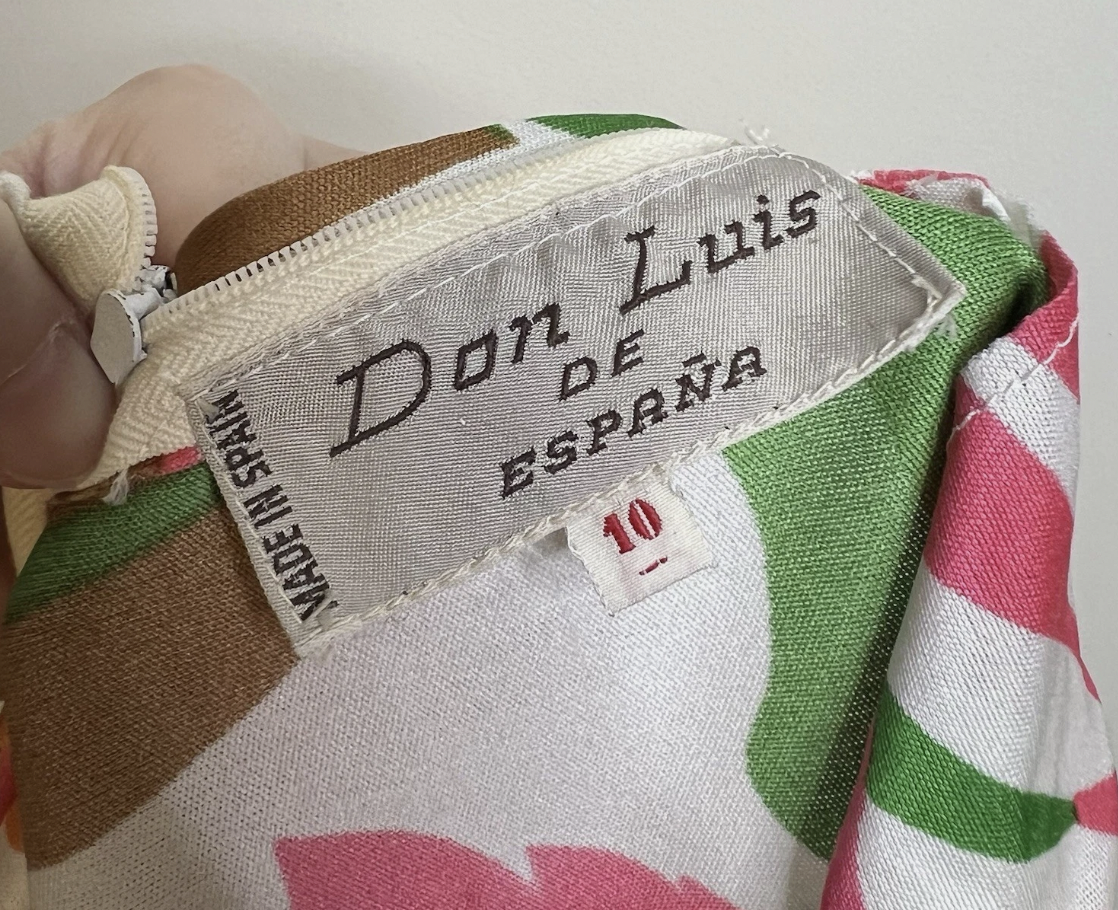 Don Luis
DE
ESPAÑA
MADE IN SPAIN
10